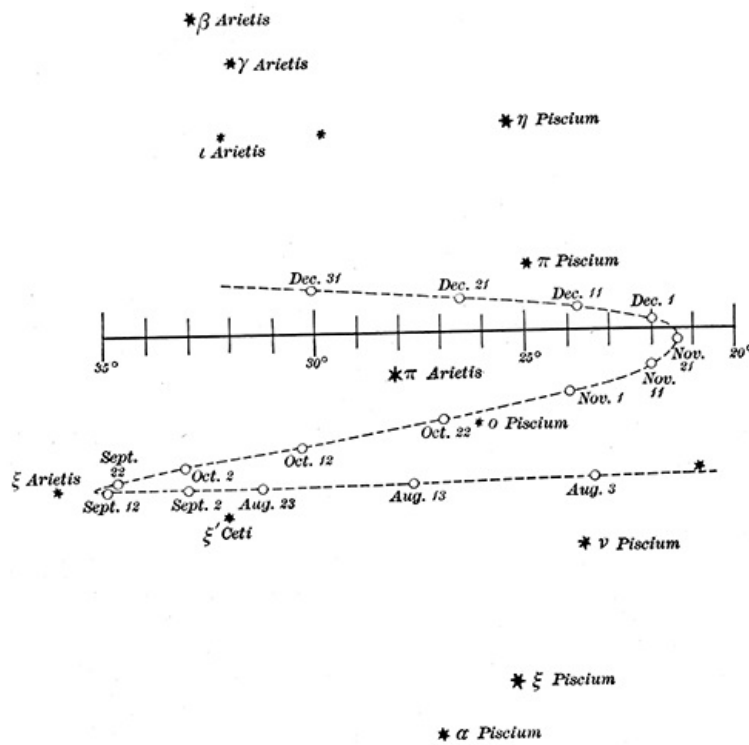 β Arietis
γ Arietis
η Piscium
ι Arietis
π Piscium
Dec. 31
Dec. 21
Dec. 11
Dec. 1
35°
30°
25°
20°
π Arietis
Nov.
21
Nov.
11
Nov. 1
Oct. 22
ο Piscium
Oct. 12
Sept.
22
Oct. 2
ξ Arietis
Sept. 12
Sept. 2
Aug. 23
Aug. 13
Aug. 3
ξ' Ceti
ν Piscium
ξ Piscium
α Piscium